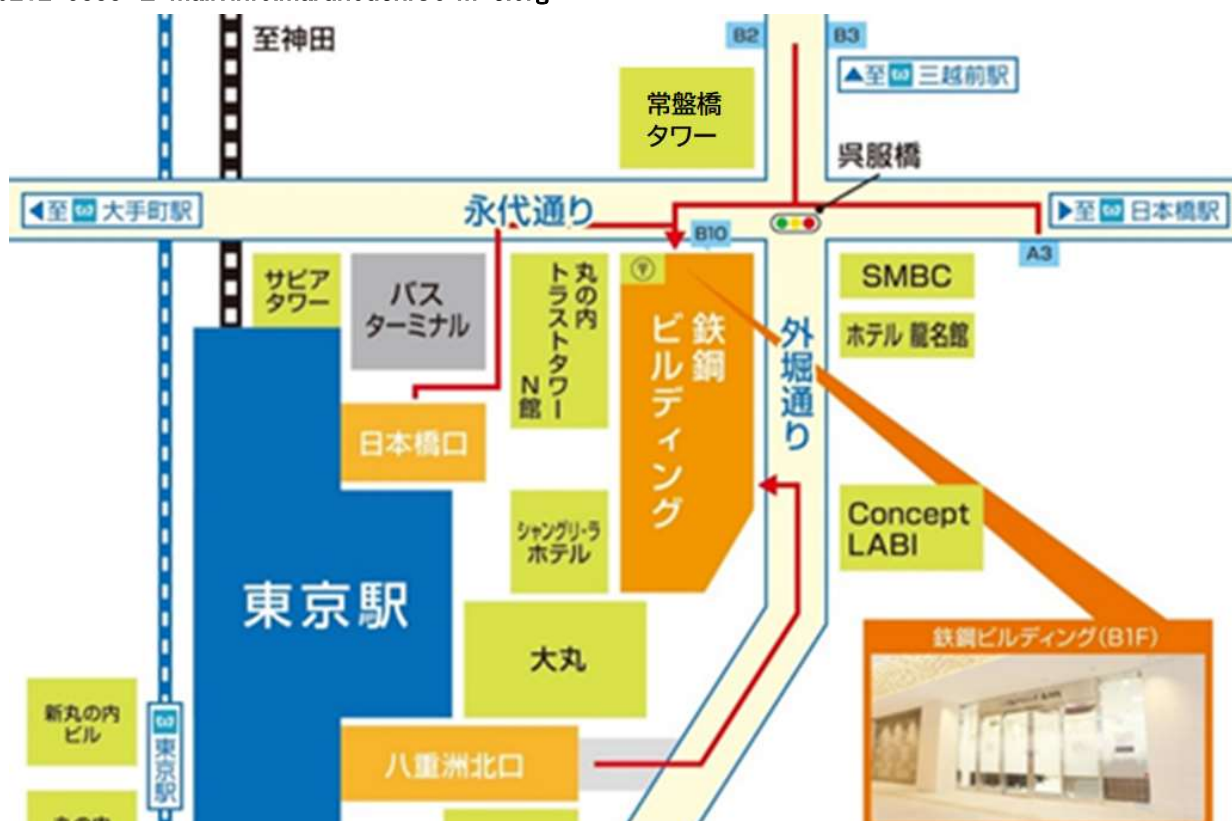 至神田
B2
B3
▲至 三越前駅
常盤橋
タワー
呉服橋
◀至 大手町駅
永代通り
▶至 日本橋駅
B10
A3
サピア
タワー
バス
ターミナル
丸の内
トラストタワー
N館
鉄鋼
ビルディング
外堀通り
SMBC
ホテル 龍名館
日本橋口
シャングリ・ラ
ホテル
Concept
LABI
東京駅
大丸
鉄鋼ビルディング(B1F)
新丸の内
ビル
東京駅
八重洲北口